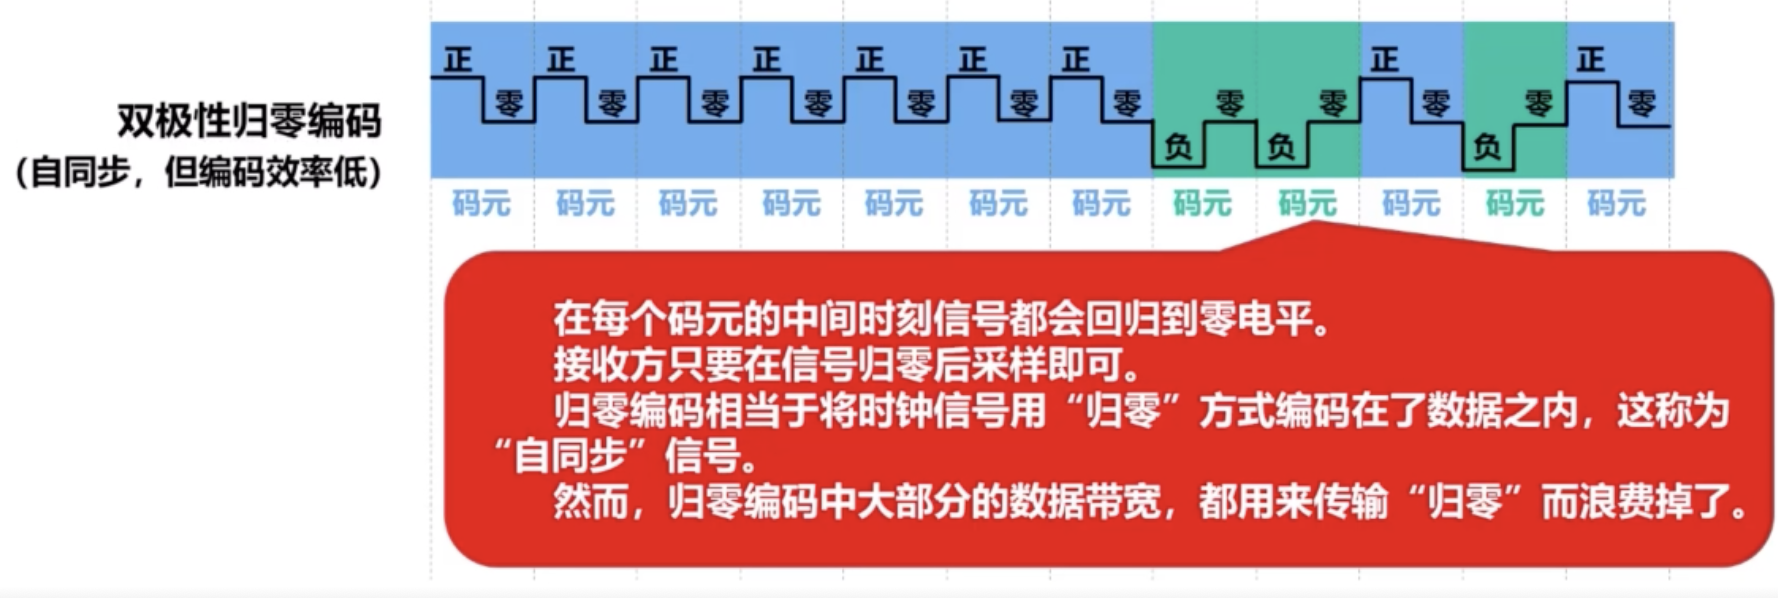 双极性归零编码
（自同步，但编码效率低）
正 零 正 零 正 零 正 零 正 零 正 零 正 零 负 零 负 零 正 零 负 零 正 零
码元 码元 码元 码元 码元 码元 码元 码元 码元 码元 码元 码元
在每个码元的中间时刻信号都会回归到零电平。
接收方只要在信号归零后采样即可。
归零编码相当于将时钟信号用“归零”方式编码在了数据之内，这称为
“自同步”信号。
然而，归零编码中大部分的数据带宽，都用来传输“归零”而浪费掉了。